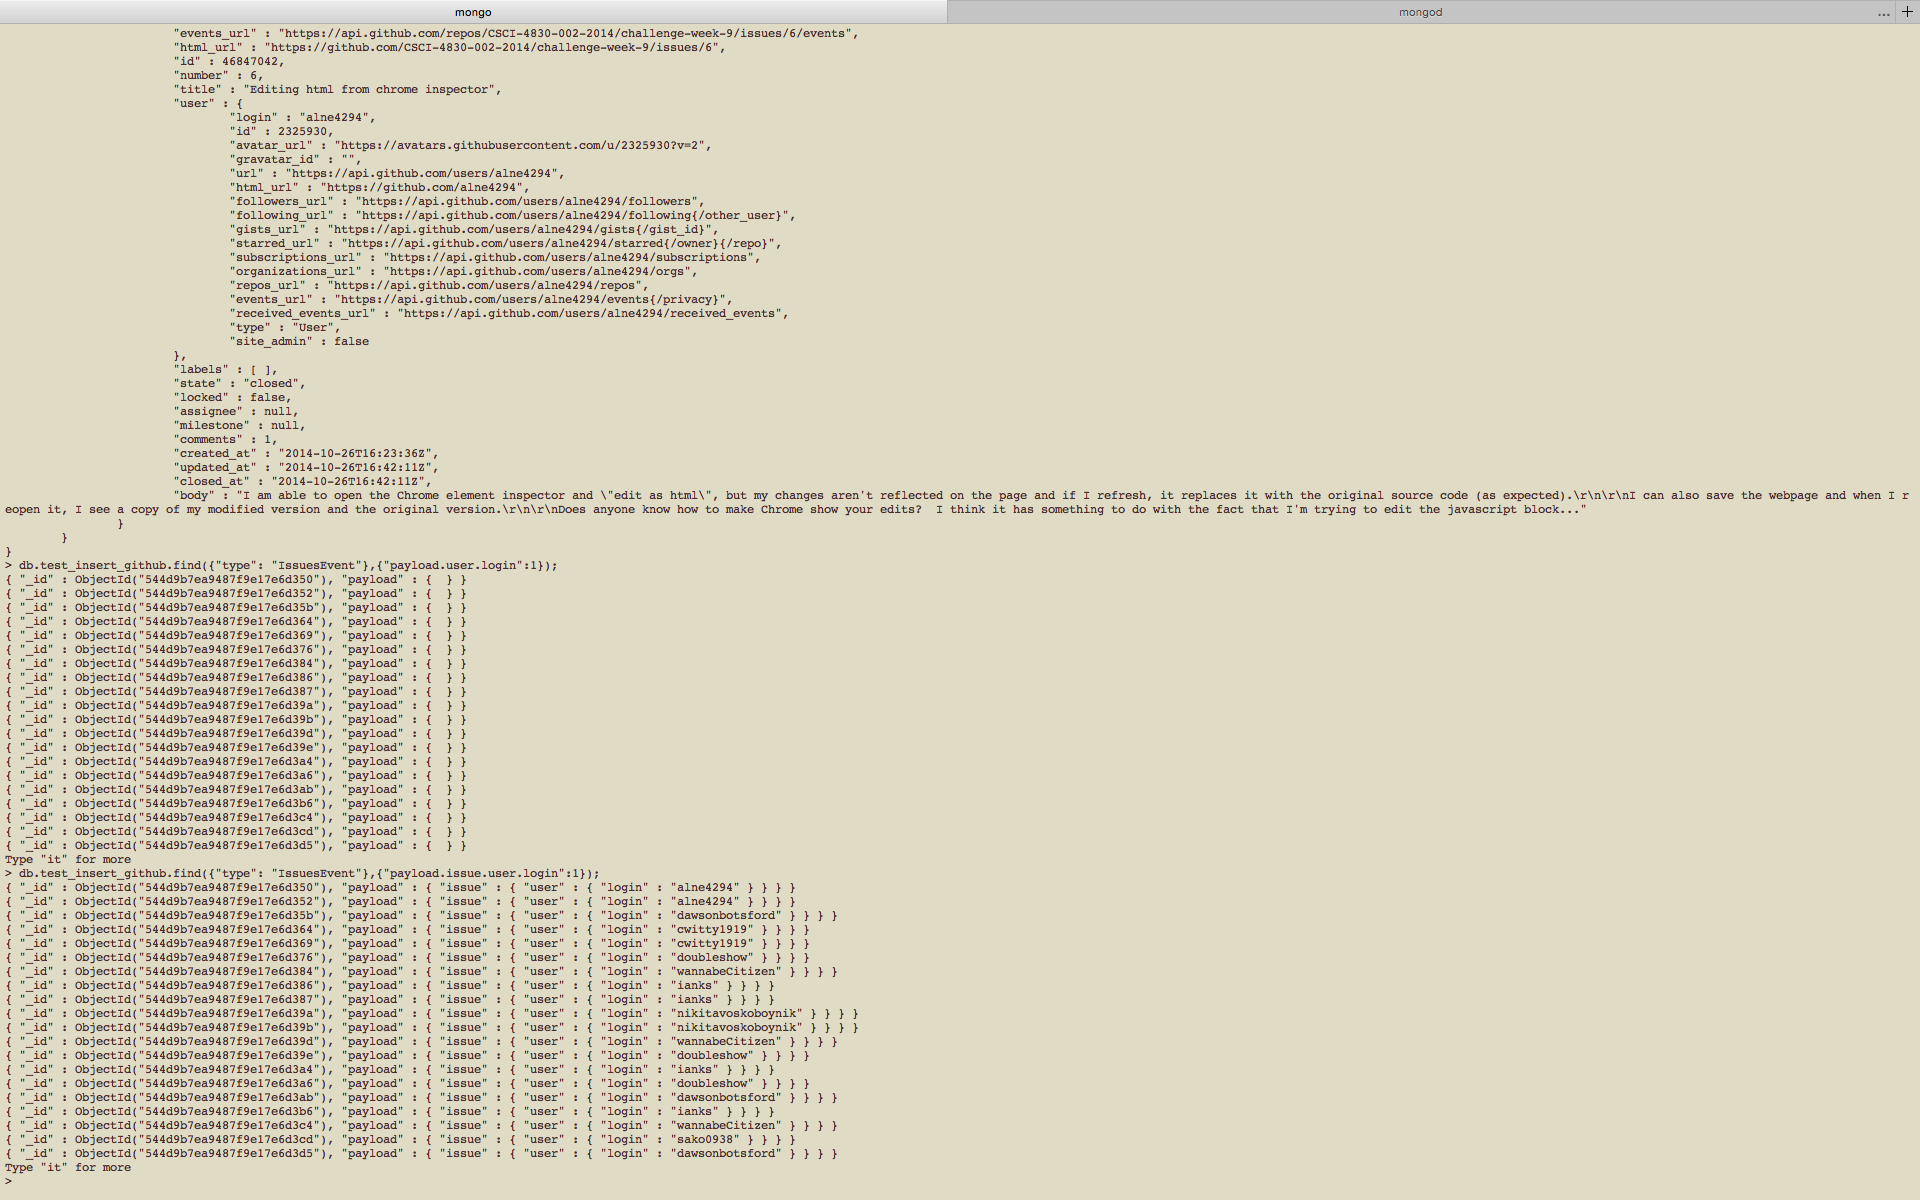 mongo
mongod
... +
"events_url" : "https://api.github.com/repos/CSCI-4830-002-2014/challenge-week-9/issues/6/events",
"html_url" : "https://github.com/CSCI-4830-002-2014/challenge-week-9/issues/6",
"id" : 46847042,
"number" : 6,
"title" : "Editing html from chrome inspector",
"user" : {
"login" : "alne4294",
"id" : 2325930,
"avatar_url" : "https://avatars.githubusercontent.com/u/2325930?v=2",
"gravatar_id" : "",
"url" : "https://api.github.com/users/alne4294",
"html_url" : "https://github.com/alne4294",
"followers_url" : "https://api.github.com/users/alne4294/followers",
"following_url" : "https://api.github.com/users/alne4294/following{/other_user}",
"gists_url" : "https://api.github.com/users/alne4294/gists{/gist_id}",
"starred_url" : "https://api.github.com/users/alne4294/starred{/owner}{/repo}",
"subscriptions_url" : "https://api.github.com/users/alne4294/subscriptions",
"organizations_url" : "https://api.github.com/users/alne4294/orgs",
"repos_url" : "https://api.github.com/users/alne4294/repos",
"events_url" : "https://api.github.com/users/alne4294/events{/privacy}",
"received_events_url" : "https://api.github.com/users/alne4294/received_events",
"type" : "User",
"site_admin" : false
},
"labels" : [ ],
"state" : "closed",
"locked" : false,
"assignee" : null,
"milestone" : null,
"comments" : 1,
"created_at" : "2014-10-26T16:23:36Z",
"updated_at" : "2014-10-26T16:42:11Z",
"closed_at" : "2014-10-26T16:42:11Z",
"body" : "I am able to open the Chrome element inspector and \"edit as html\", but my changes aren't reflected on the page and if I refresh, it replaces it with the original source code (as expected).\r\n\r\nI can also save the webpage and when I r
eopen it, I see a copy of my modified version and the original version.\r\n\r\nDoes anyone know how to make Chrome show your edits?  I think it has something to do with the fact that I'm trying to edit the javascript block..."
}
}
}
> db.test_insert_github.find({"type": "IssuesEvent"},{"payload.user.login":1});
{ "_id" : ObjectId("544d9b7ea9487f9e17e6d350"), "payload" : {  } }
{ "_id" : ObjectId("544d9b7ea9487f9e17e6d352"), "payload" : {  } }
{ "_id" : ObjectId("544d9b7ea9487f9e17e6d35b"), "payload" : {  } }
{ "_id" : ObjectId("544d9b7ea9487f9e17e6d364"), "payload" : {  } }
{ "_id" : ObjectId("544d9b7ea9487f9e17e6d369"), "payload" : {  } }
{ "_id" : ObjectId("544d9b7ea9487f9e17e6d376"), "payload" : {  } }
{ "_id" : ObjectId("544d9b7ea9487f9e17e6d384"), "payload" : {  } }
{ "_id" : ObjectId("544d9b7ea9487f9e17e6d386"), "payload" : {  } }
{ "_id" : ObjectId("544d9b7ea9487f9e17e6d387"), "payload" : {  } }
{ "_id" : ObjectId("544d9b7ea9487f9e17e6d39a"), "payload" : {  } }
{ "_id" : ObjectId("544d9b7ea9487f9e17e6d39b"), "payload" : {  } }
{ "_id" : ObjectId("544d9b7ea9487f9e17e6d39d"), "payload" : {  } }
{ "_id" : ObjectId("544d9b7ea9487f9e17e6d39e"), "payload" : {  } }
{ "_id" : ObjectId("544d9b7ea9487f9e17e6d3a4"), "payload" : {  } }
{ "_id" : ObjectId("544d9b7ea9487f9e17e6d3a6"), "payload" : {  } }
{ "_id" : ObjectId("544d9b7ea9487f9e17e6d3ab"), "payload" : {  } }
{ "_id" : ObjectId("544d9b7ea9487f9e17e6d3b6"), "payload" : {  } }
{ "_id" : ObjectId("544d9b7ea9487f9e17e6d3c4"), "payload" : {  } }
{ "_id" : ObjectId("544d9b7ea9487f9e17e6d3cd"), "payload" : {  } }
{ "_id" : ObjectId("544d9b7ea9487f9e17e6d3d5"), "payload" : {  } }
Type "it" for more
> db.test_insert_github.find({"type": "IssuesEvent"},{"payload.issue.user.login":1});
{ "_id" : ObjectId("544d9b7ea9487f9e17e6d350"), "payload" : { "issue" : { "user" : { "login" : "alne4294" } } } }
{ "_id" : ObjectId("544d9b7ea9487f9e17e6d352"), "payload" : { "issue" : { "user" : { "login" : "alne4294" } } } }
{ "_id" : ObjectId("544d9b7ea9487f9e17e6d35b"), "payload" : { "issue" : { "user" : { "login" : "dawsonbotsford" } } } }
{ "_id" : ObjectId("544d9b7ea9487f9e17e6d364"), "payload" : { "issue" : { "user" : { "login" : "cwitty1919" } } } }
{ "_id" : ObjectId("544d9b7ea9487f9e17e6d369"), "payload" : { "issue" : { "user" : { "login" : "cwitty1919" } } } }
{ "_id" : ObjectId("544d9b7ea9487f9e17e6d376"), "payload" : { "issue" : { "user" : { "login" : "doubleshow" } } } }
{ "_id" : ObjectId("544d9b7ea9487f9e17e6d384"), "payload" : { "issue" : { "user" : { "login" : "wannabeCitizen" } } } }
{ "_id" : ObjectId("544d9b7ea9487f9e17e6d386"), "payload" : { "issue" : { "user" : { "login" : "ianks" } } } }
{ "_id" : ObjectId("544d9b7ea9487f9e17e6d387"), "payload" : { "issue" : { "user" : { "login" : "ianks" } } } }
{ "_id" : ObjectId("544d9b7ea9487f9e17e6d39a"), "payload" : { "issue" : { "user" : { "login" : "nikitavoskoboynik" } } } }
{ "_id" : ObjectId("544d9b7ea9487f9e17e6d39b"), "payload" : { "issue" : { "user" : { "login" : "nikitavoskoboynik" } } } }
{ "_id" : ObjectId("544d9b7ea9487f9e17e6d39d"), "payload" : { "issue" : { "user" : { "login" : "wannabeCitizen" } } } }
{ "_id" : ObjectId("544d9b7ea9487f9e17e6d39e"), "payload" : { "issue" : { "user" : { "login" : "doubleshow" } } } }
{ "_id" : ObjectId("544d9b7ea9487f9e17e6d3a4"), "payload" : { "issue" : { "user" : { "login" : "ianks" } } } }
{ "_id" : ObjectId("544d9b7ea9487f9e17e6d3a6"), "payload" : { "issue" : { "user" : { "login" : "doubleshow" } } } }
{ "_id" : ObjectId("544d9b7ea9487f9e17e6d3ab"), "payload" : { "issue" : { "user" : { "login" : "dawsonbotsford" } } } }
{ "_id" : ObjectId("544d9b7ea9487f9e17e6d3b6"), "payload" : { "issue" : { "user" : { "login" : "ianks" } } } }
{ "_id" : ObjectId("544d9b7ea9487f9e17e6d3c4"), "payload" : { "issue" : { "user" : { "login" : "wannabeCitizen" } } } }
{ "_id" : ObjectId("544d9b7ea9487f9e17e6d3cd"), "payload" : { "issue" : { "user" : { "login" : "sako0938" } } } }
{ "_id" : ObjectId("544d9b7ea9487f9e17e6d3d5"), "payload" : { "issue" : { "user" : { "login" : "dawsonbotsford" } } } }
Type "it" for more
>